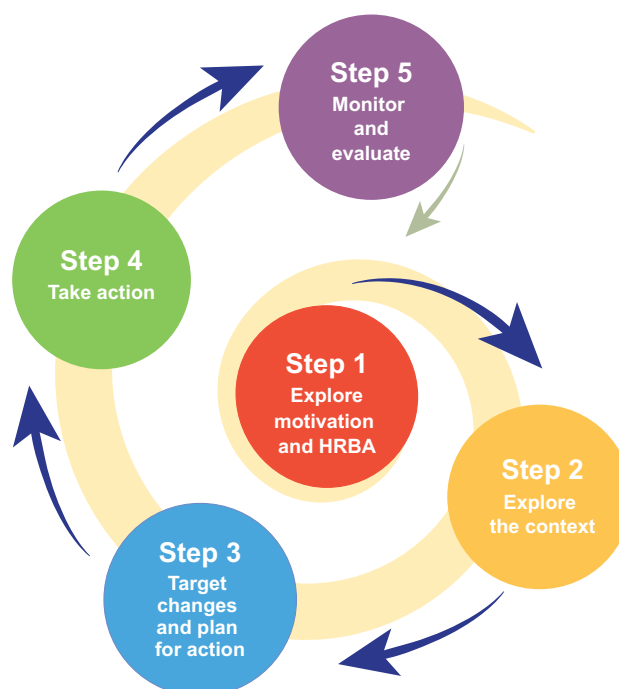 Step 1
Explore
motivation
and HRBA
Step 2
Explore
the context
Step 3
Target
changes
and plan
for action
Step 4
Take action
Step 5
Monitor
and
evaluate